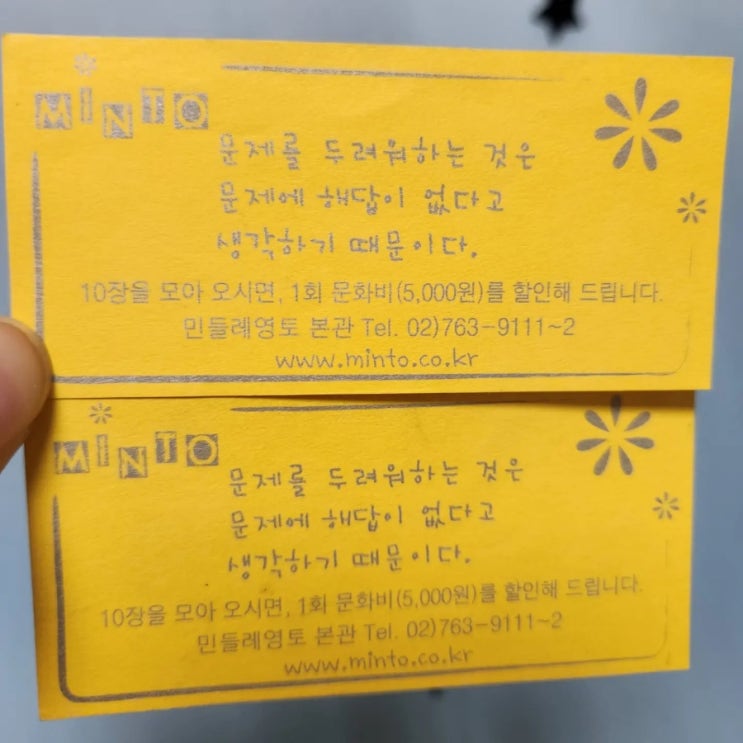 MINTO
문제를 두려워하는 것은
문제에 해답이 없다고
생각하기 때문이다.
10장을 모아 오시면, 1회 문화비(5,000원)를 할인해 드립니다.
민들레영토 본관 Tel. 02)763-9111~2
www.minto.co.kr
MINTO
문제를 두려워하는 것은
문제에 해답이 없다고
생각하기 때문이다.
10장을 모아 오시면, 1회 문화비(5,000원)를 할인해 드립니다.
민들레영토 본관 Tel. 02)763-9111~2
www.minto.co.kr